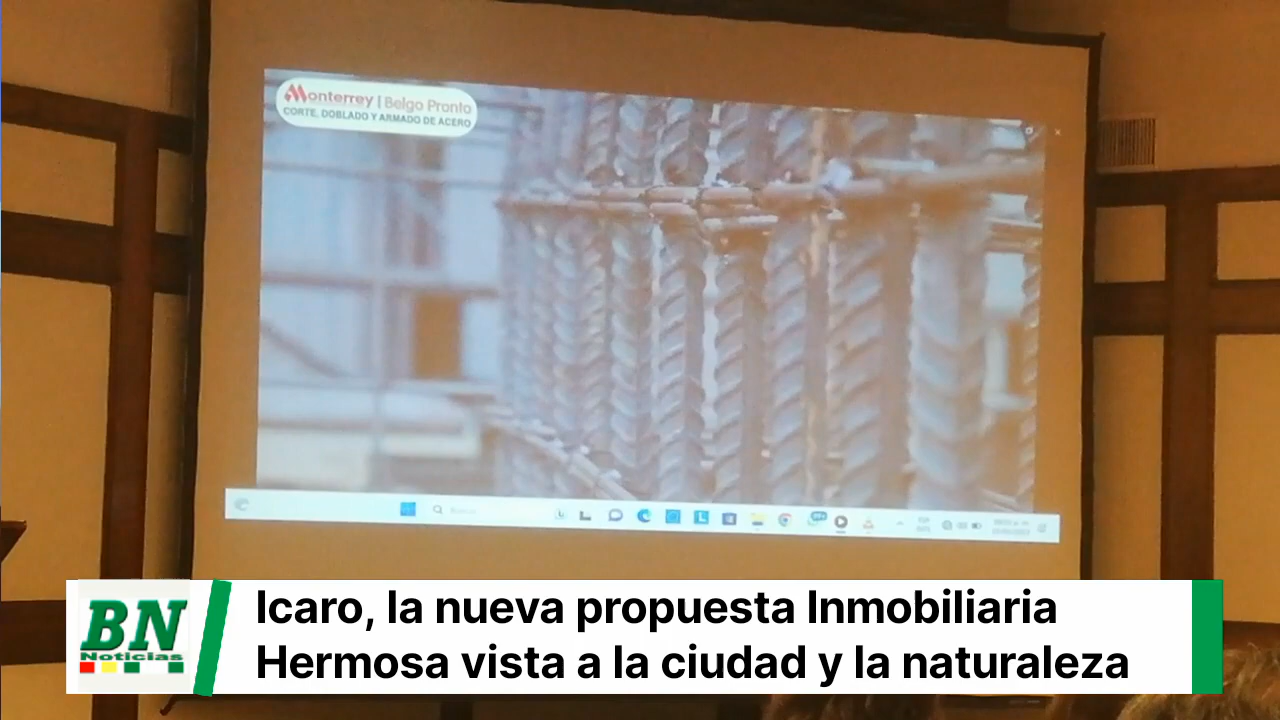 Monterrey | Belgo Pronto
CORTE, DOBLADO Y ARMADO DE ACERO
BN
Noticias
Icaro, la nueva propuesta Inmobiliaria
Hermosa vista a la ciudad y la naturaleza